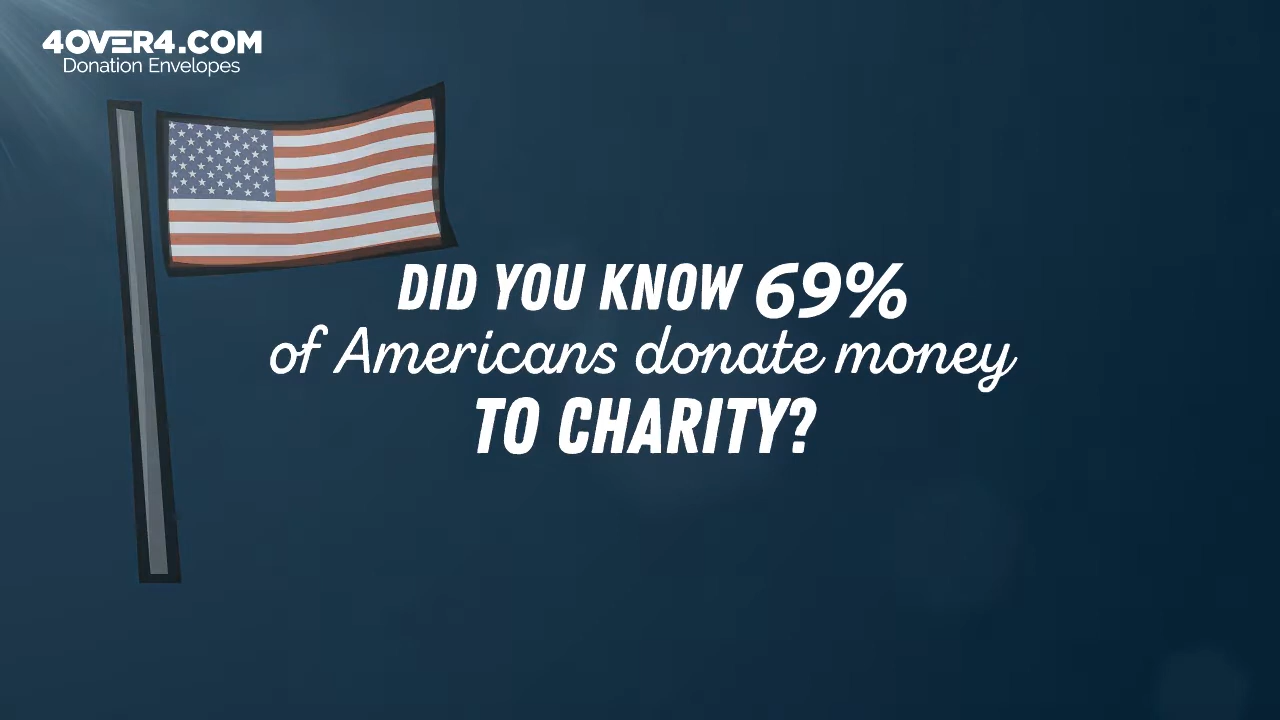 4OVER4.COM
Donation Envelopes
DID YOU KNOW 69%
of Americans donate money
TO CHARITY?